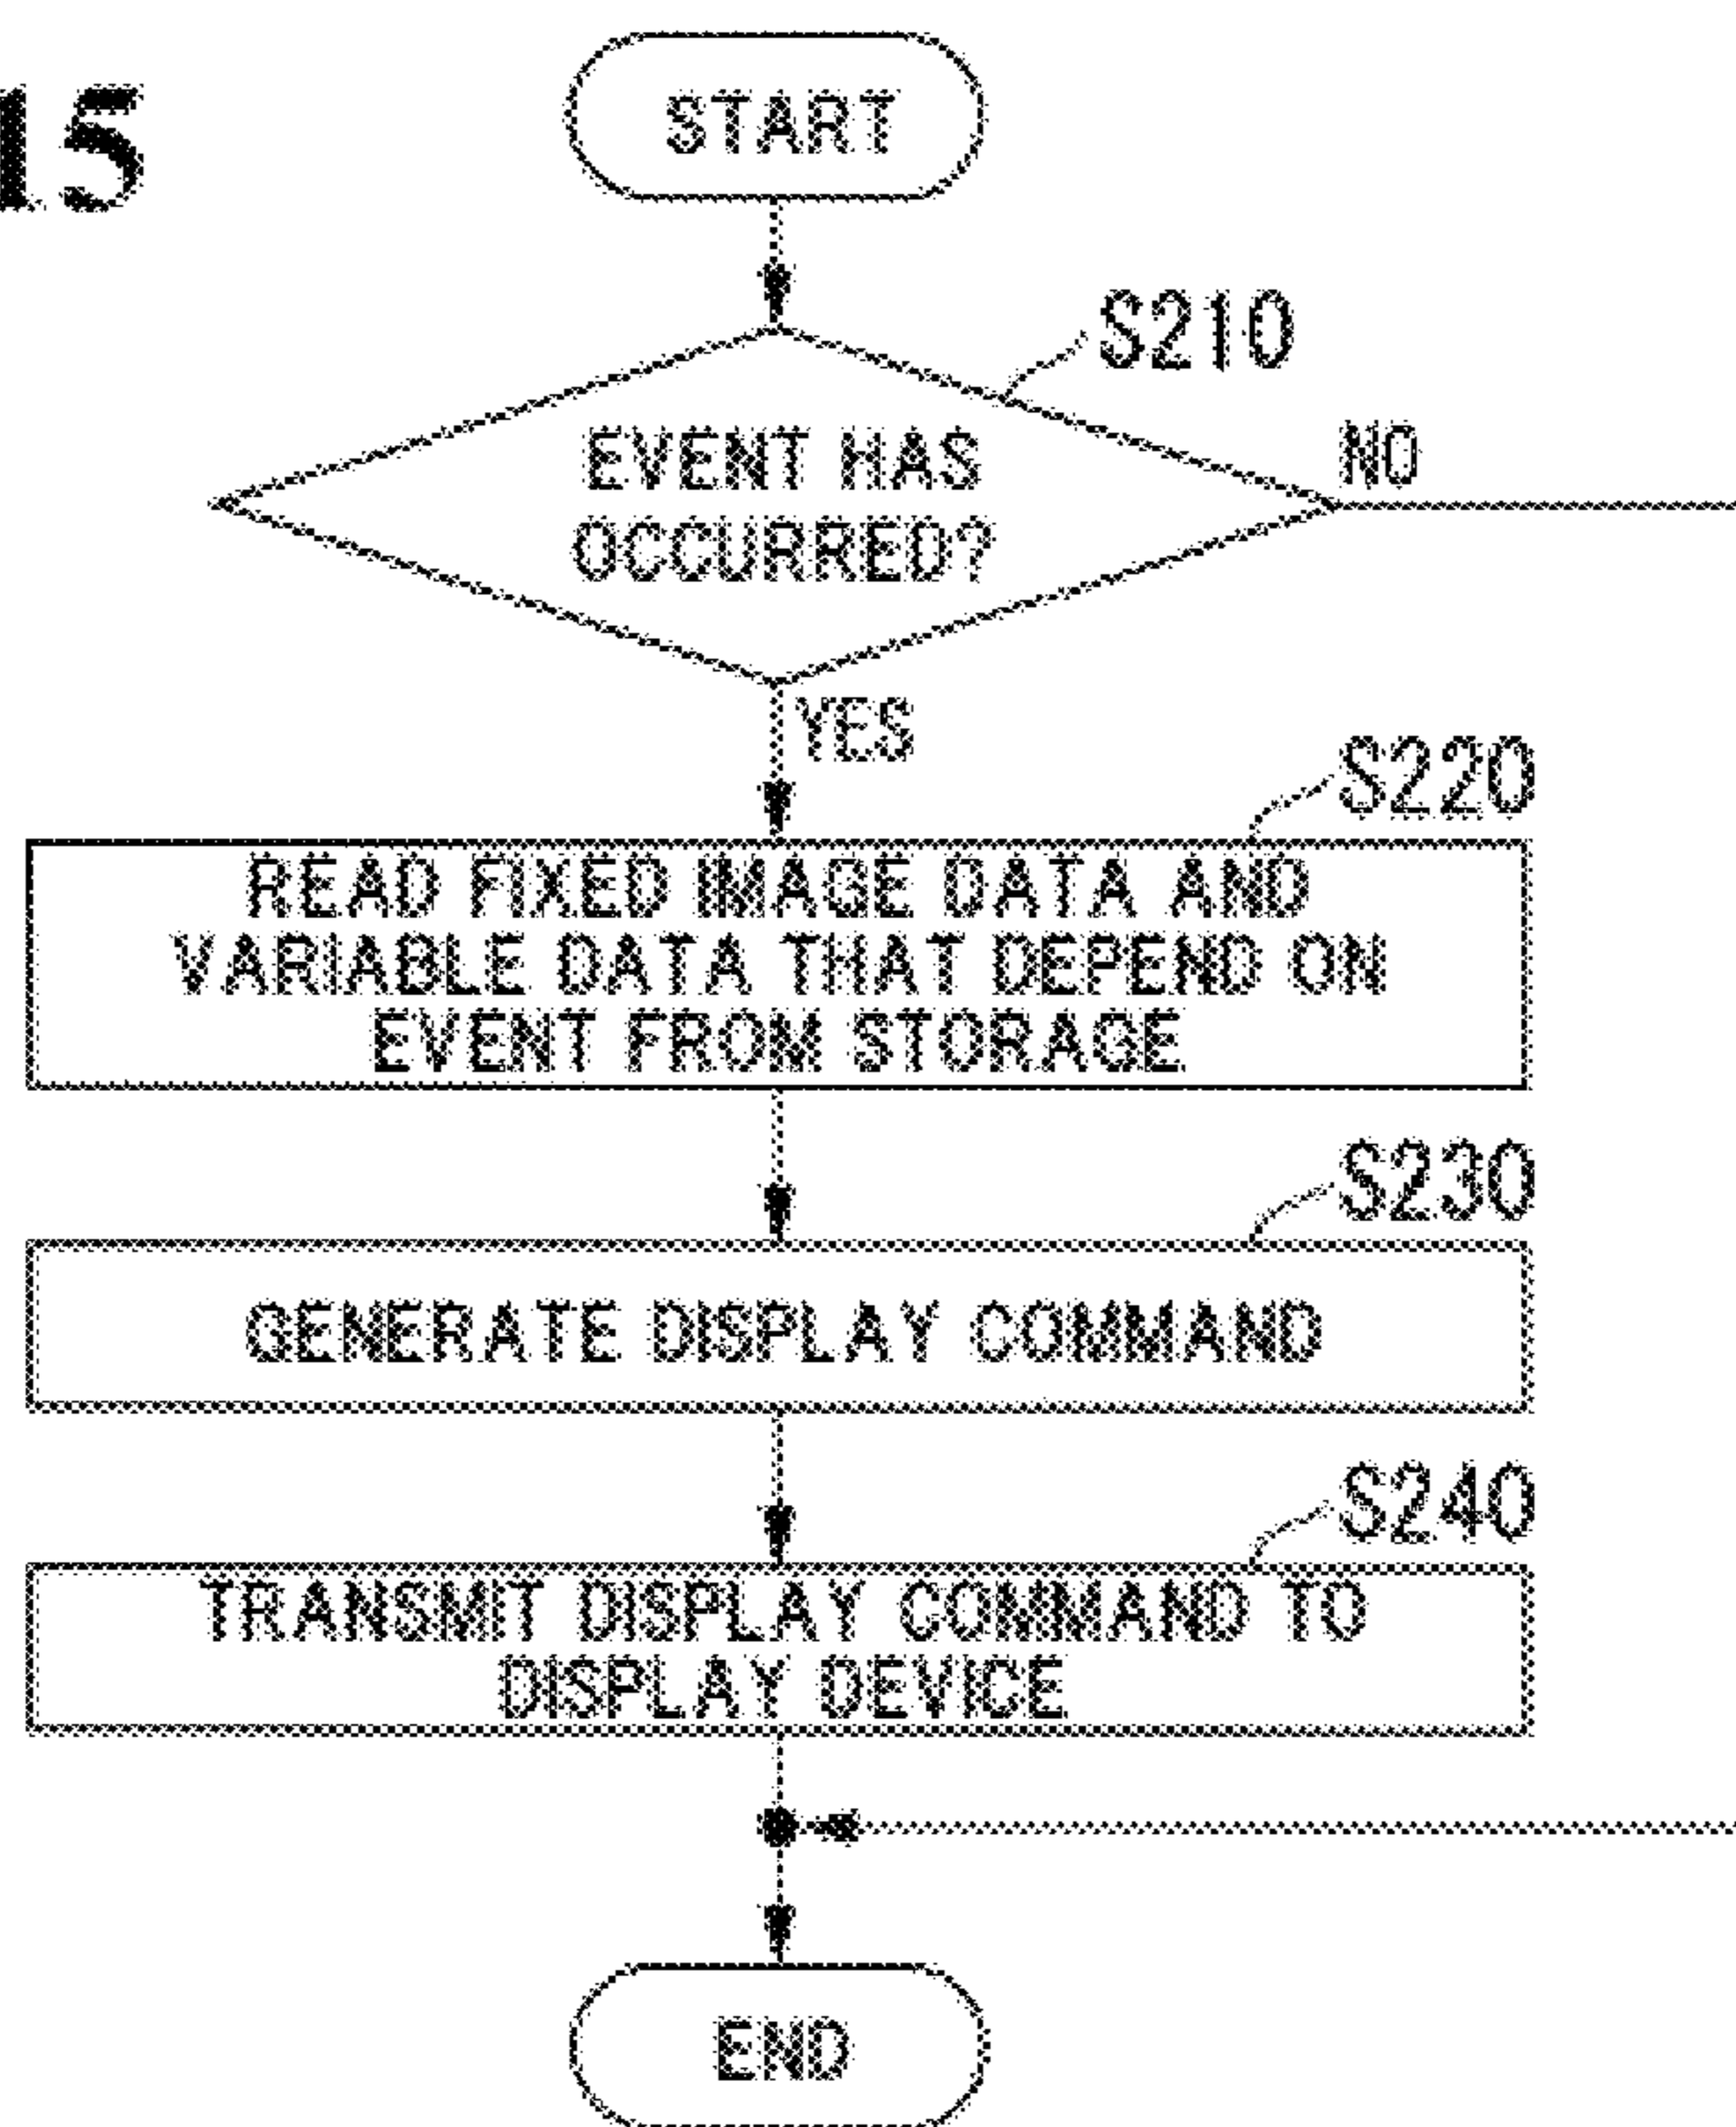 15
START
S210
EVENT HAS
OCCURRED?
NO
YES
S220
READ FIXED IMAGE DATA AND
VARIABLE DATA THAT DEPEND ON
EVENT FROM STORAGE
S230
GENERATE DISPLAY COMMAND
S240
TRANSMIT DISPLAY COMMAND TO
DISPLAY DEVICE
END